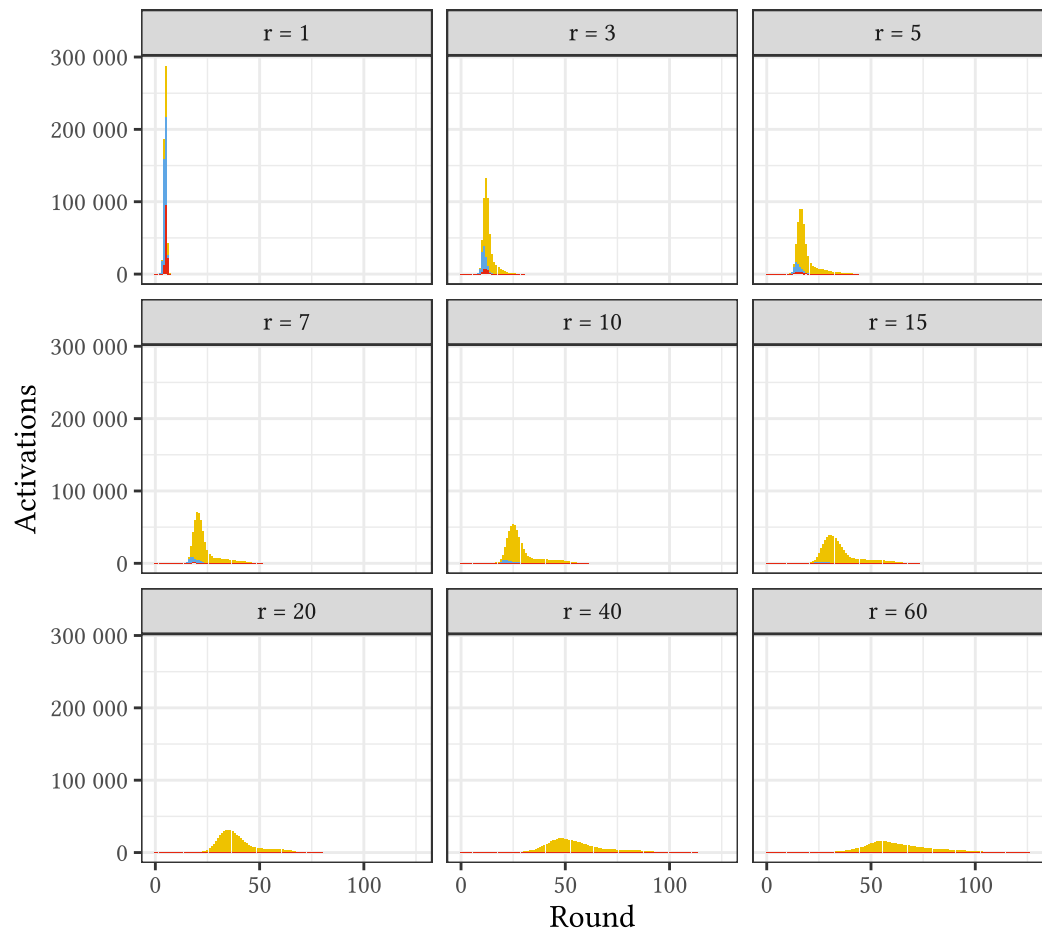 r = 1
r = 3
r = 5
300 000
200 000
100 000
0
r = 7
r = 10
r = 15
300 000
200 000
100 000
0
Activations
r = 20
r = 40
r = 60
300 000
200 000
100 000
0
0 50 100
0 50 100
0 50 100
Round